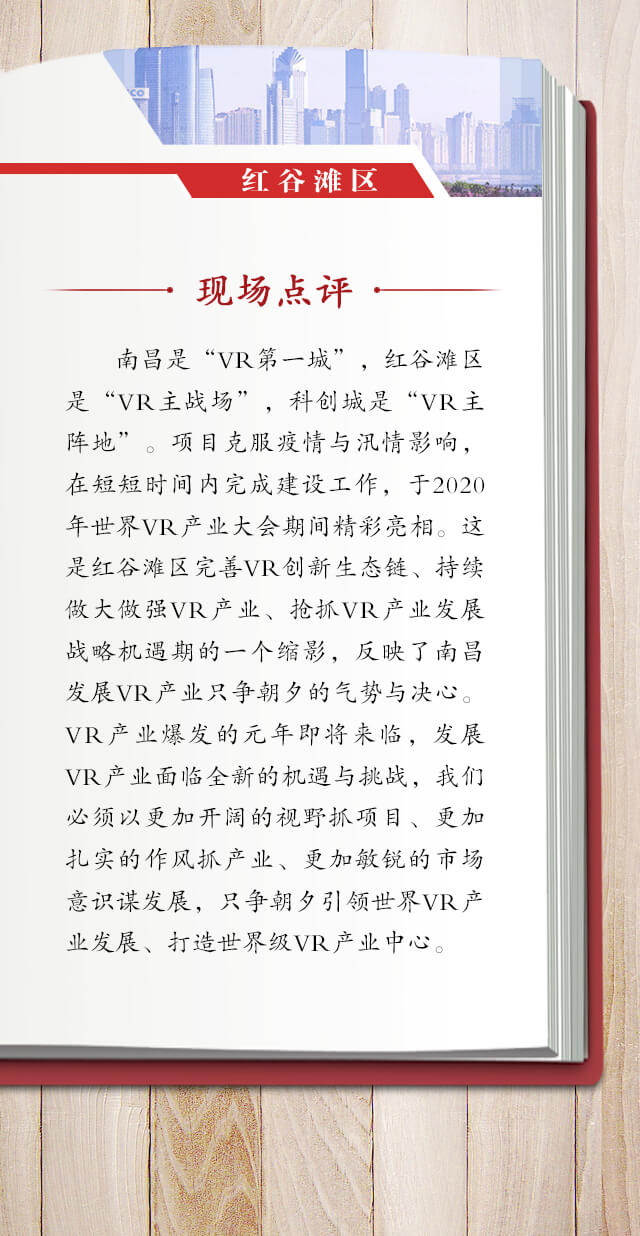 红谷滩区
现场点评
南昌是“VR第一城”，红谷滩区
是“VR主战场”，科创城是“VR主
阵地”。项目克服疫情与汛情影响，
在短短时间内完成建设工作，于2020
年世界VR产业大会期间精彩亮相。这
是红谷滩区完善VR创新生态链、持续
做大做强VR产业、抢抓VR产业发展
战略机遇期的一个缩影，反映了南昌
发展VR产业只争朝夕的气势与决心。
VR产业爆发的元年即将来临，发展
VR产业面临全新的机遇与挑战，我们
必须以更加开阔的视野抓项目、更加
扎实的作风抓产业、更加敏锐的市场
意识谋发展，只争朝夕引领世界VR产
业发展、打造世界级VR产业中心。